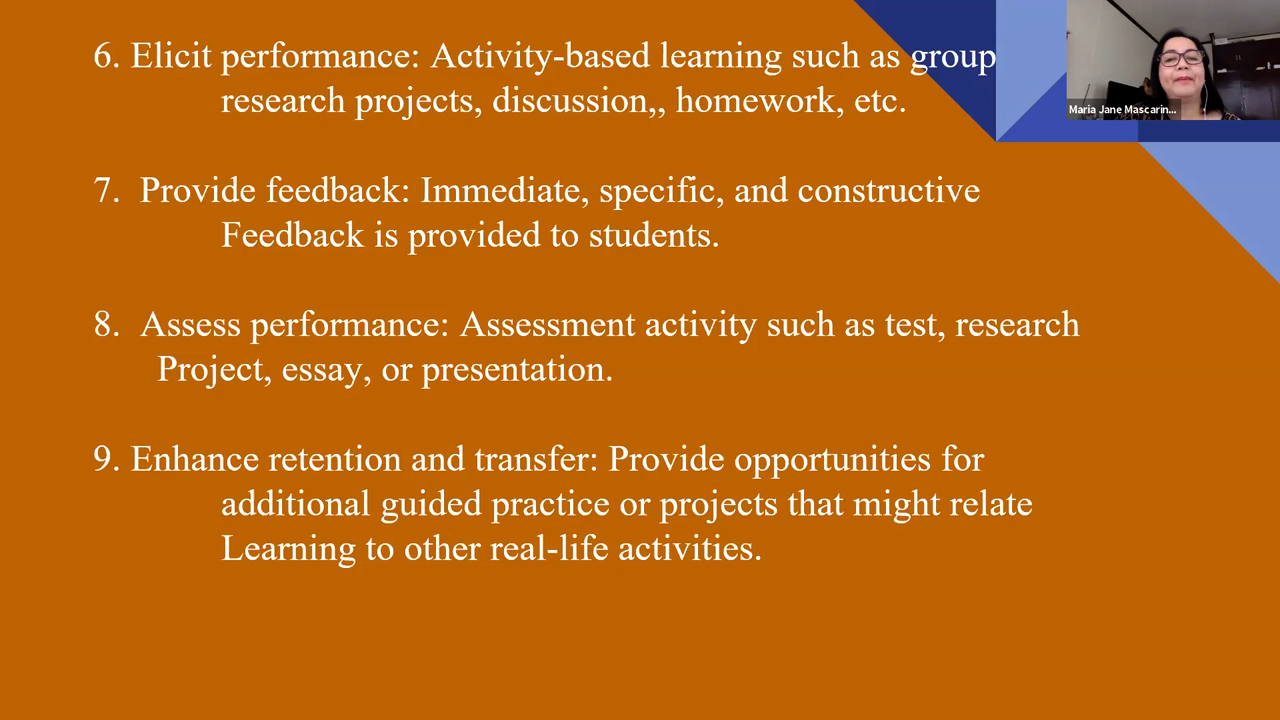 6. Elicit performance: Activity-based learning such as group
research projects, discussion,, homework, etc.
Maria Jane Mascarin...
7. Provide feedback: Immediate, specific, and constructive
Feedback is provided to students.
8. Assess performance: Assessment activity such as test, research
Project, essay, or presentation.
9. Enhance retention and transfer: Provide opportunities for
additional guided practice or projects that might relate
Learning to other real-life activities.